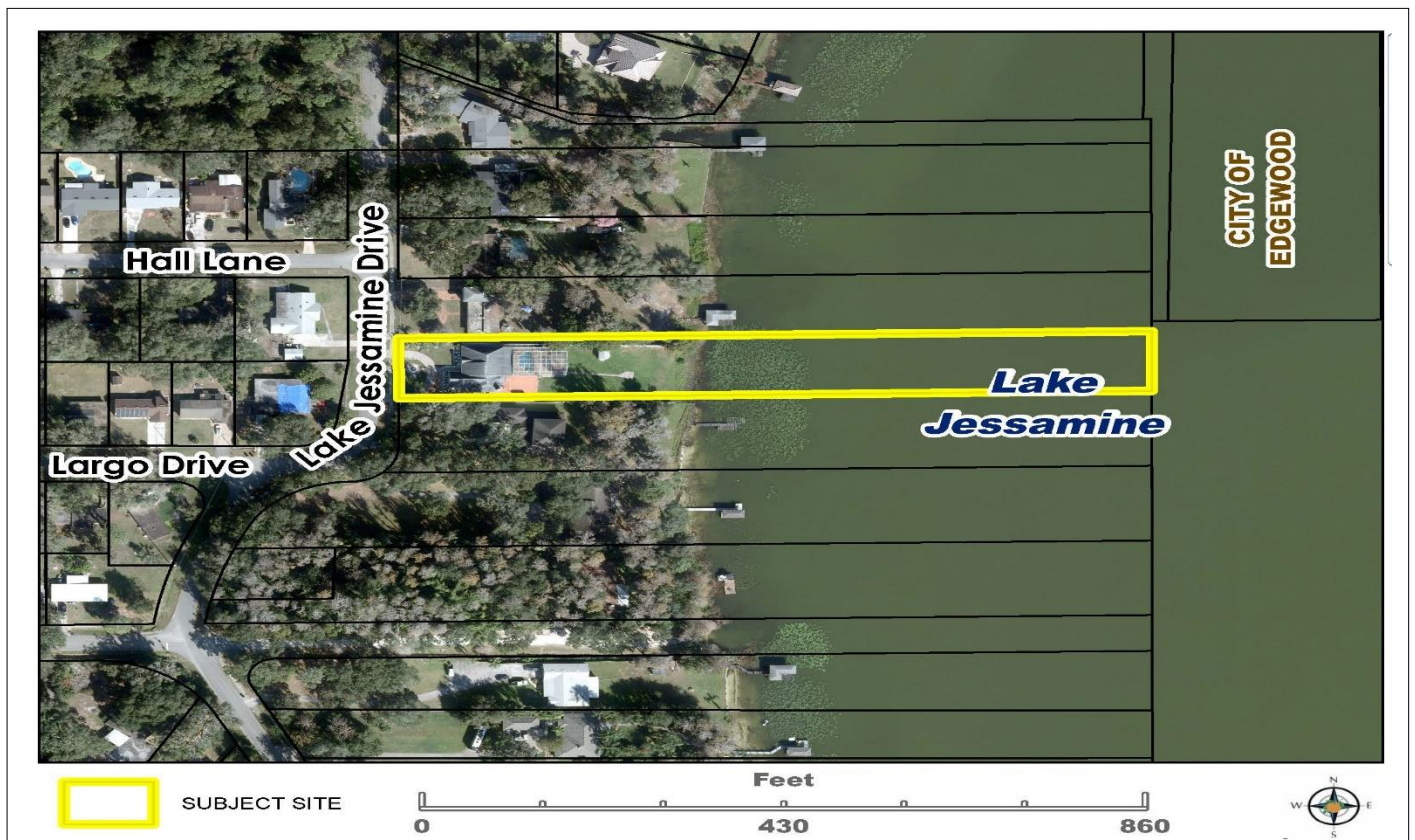 CITY OF
EDGEWOOD
Hall Lane
Lake Jessamine Drive
Lake
Jessamine
Largo Drive
SUBJECT SITE
Feet
0 430 860
N
W E
S